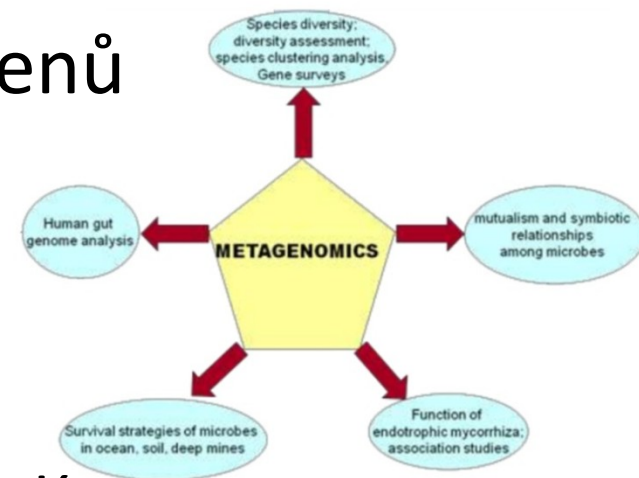 enů
Species diversity;
diversity assessment;
species clustering analysis,
Gene surveys
Human gut
genome analysis
METAGENOMICS
mutualism and symbiotic
relationships
among microbes
Survival strategies of microbes
in ocean, soil, deep mines
Function of
endotrophic mycorrhiza;
association studies